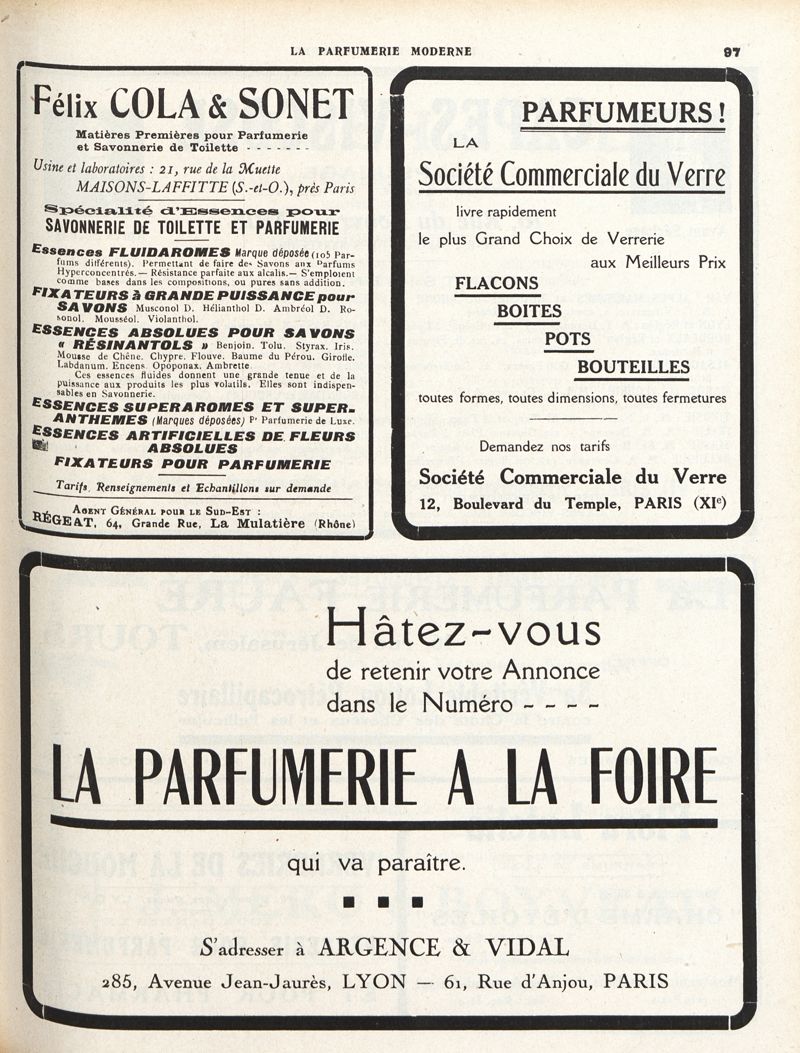 LA PARFUMERIE MODERNE
97
Félix COLA & SONET
Matières Premières pour Parfumerie
et Savonnerie de Toilette - - - - - - - -
Usine et laboratoires : 21, rue de la Muette
MAISONS-LAFFITTE (S.-et-O.), près Paris
Spécialité d'Essences pour
SAVONNERIE DE TOILETTE ET PARFUMERIE
Essences FLUIDAROMES Marque déposée (105 Par-
fums différents). Permettant de faire des Savons aux Parfums
Hyperconcentrés. — Résistance parfaite aux alcalis. — S'emploient
comme bases dans les compositions, ou pures sans addition.
FIXATEURS à GRANDE PUISSANCE pour
SAVONS Musconol D. Hélianthol D. Ambréol D. Ro-
sonol. Mousséol. Violanthol.
ESSENCES ABSOLUES POUR SAVONS
« RÉSINANTOLS » Benjoin. Tolu. Styrax. Iris.
Mousse de Chêne. Chypre. Flouve. Baume du Pérou. Girofle.
Labdanum. Encens. Opoponax. Ambrette.
Ces essences fluides donnent une grande tenue et de la
puissance aux produits les plus volatils. Elles sont indispen-
sables en Savonnerie.
ESSENCES SUPERAROMES ET SUPER-
ANTHEMES (Marques déposées) Pr Parfumerie de Luxe.
ESSENCES ARTIFICIELLES DE FLEURS
ABSOLUES
FIXATEURS POUR PARFUMERIE
Tarifs, Renseignements et Echantillons sur demande
AGENT GÉNÉRAL POUR LE SUD-EST :
RÉGEAT, 64, Grande Rue, La Mulatière (Rhône)
PARFUMEURS !
LA
Société Commerciale du Verre
livre rapidement
le plus Grand Choix de Verrerie
aux Meilleurs Prix
FLACONS
BOITES
POTS
BOUTEILLES
toutes formes, toutes dimensions, toutes fermetures
Demandez nos tarifs
Société Commerciale du Verre
12, Boulevard du Temple, PARIS (XIe)
Hâtez-vous
de retenir votre Annonce
dans le Numéro - - - -
LA PARFUMERIE A LA FOIRE
qui va paraître.
S'adresser à ARGENCE & VIDAL
285, Avenue Jean-Jaurès, LYON — 61, Rue d'Anjou, PARIS